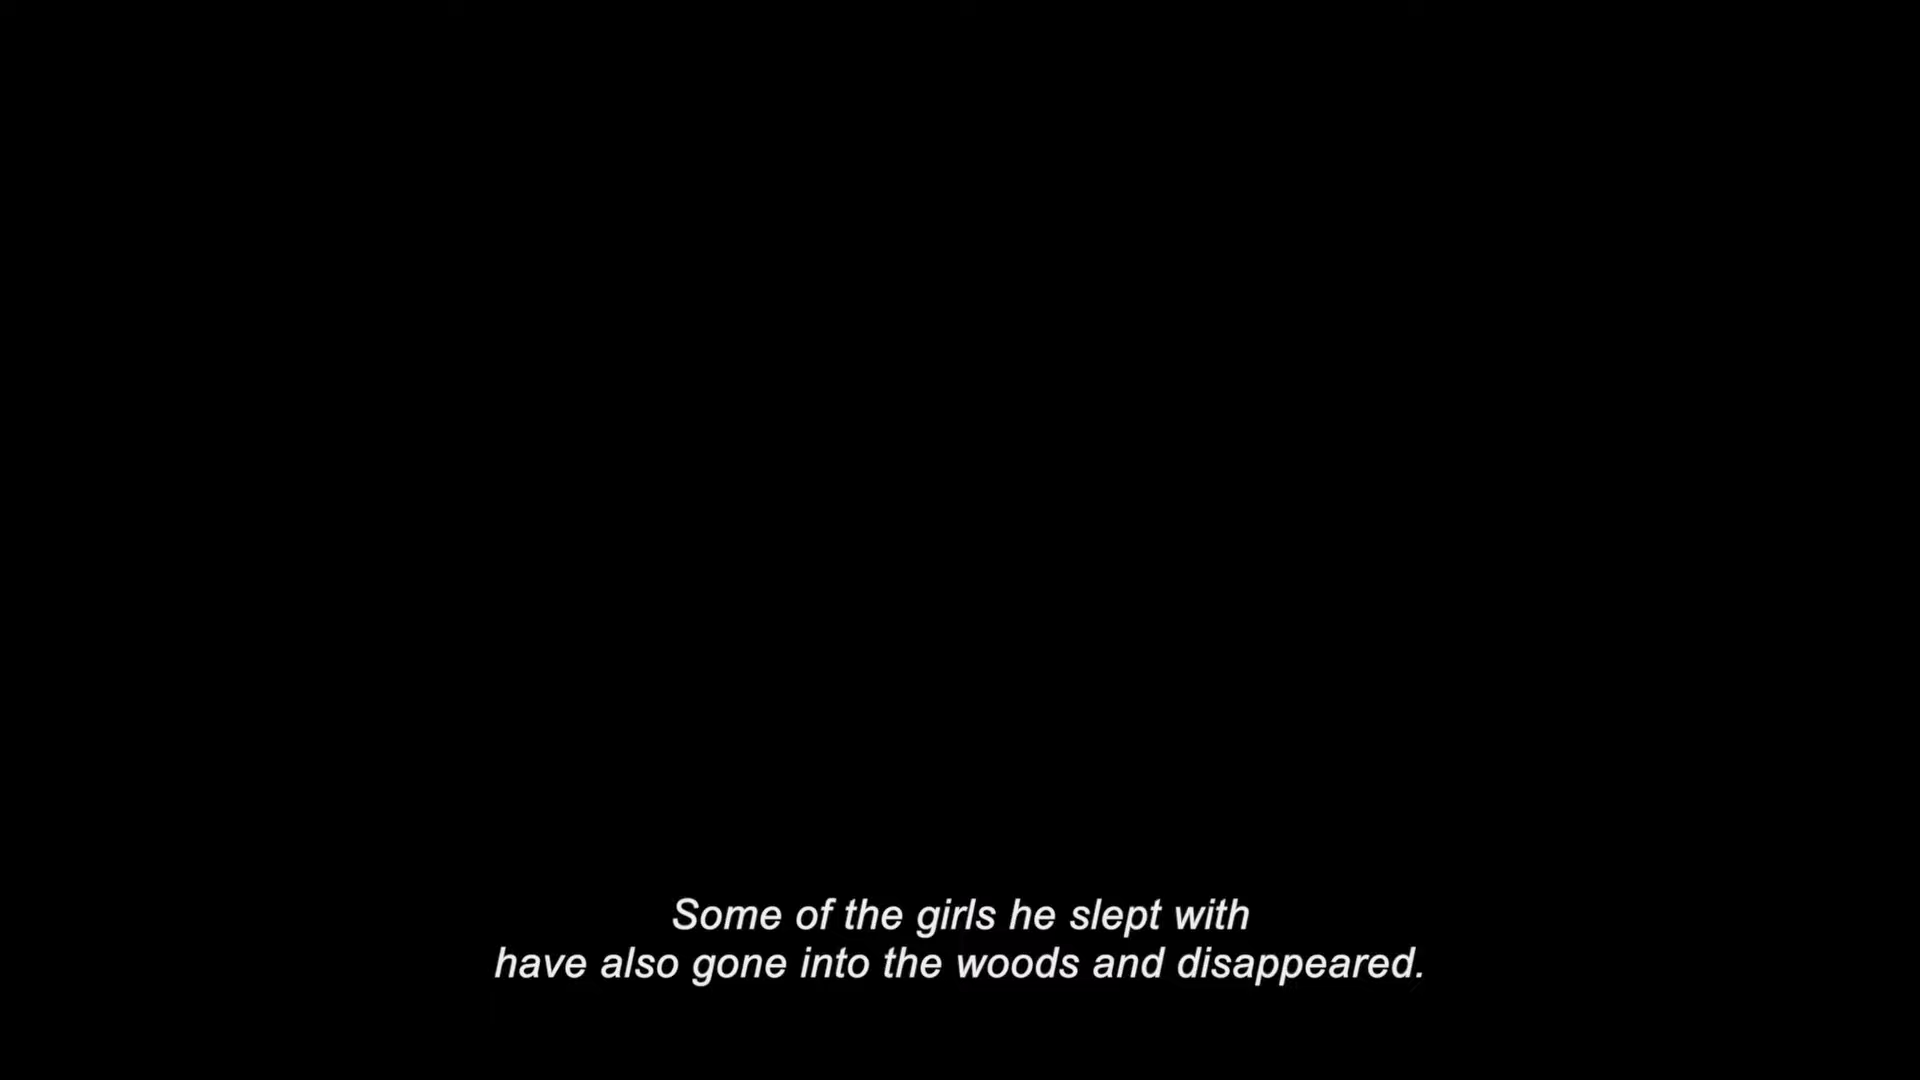 Some of the girls he slept with
have also gone into the woods and disappeared.